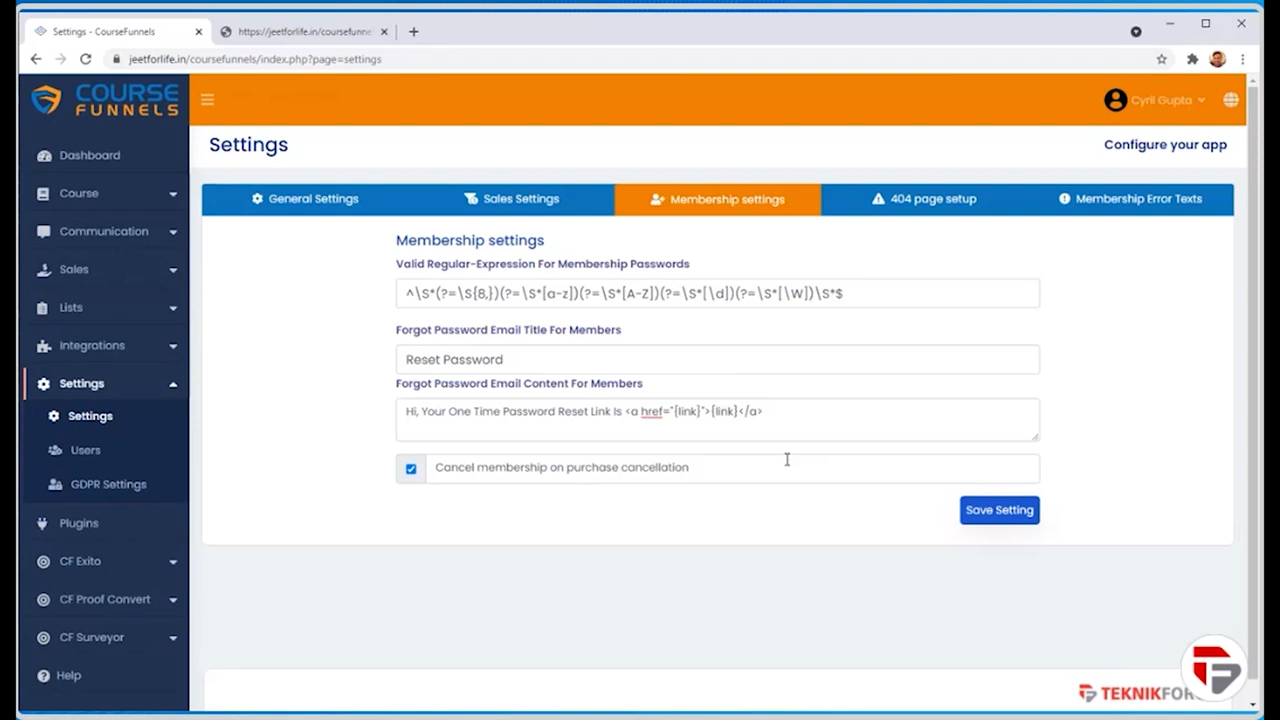 Settings - CourseFunnels
https://jeetforlife.in/coursefunne
jeetforlife.in/coursefunnels/index.php?page=settings
COURSE
FUNNELS
Cyril Gupta
Settings
Configure your app
Dashboard
Course
Communication
Sales
Lists
Integrations
Settings
Settings
Users
GDPR Settings
Plugins
CF Exito
CF Proof Convert
CF Surveyor
Help
General Settings
Sales Settings
Membership settings
404 page setup
Membership Error Texts
Membership settings
Valid Regular-Expression For Membership Passwords
^\S*(?=\S{8,})(?=\S*[a-z])(?=\S*[A-Z])(?=\S*[\d])(?=\S*[\W])\S*$
Forgot Password Email Title For Members
Reset Password
Forgot Password Email Content For Members
Hi, Your One Time Password Reset Link Is <a href="{link}">{link}</a>
Cancel membership on purchase cancellation
Save Setting
TEKNIKFOR